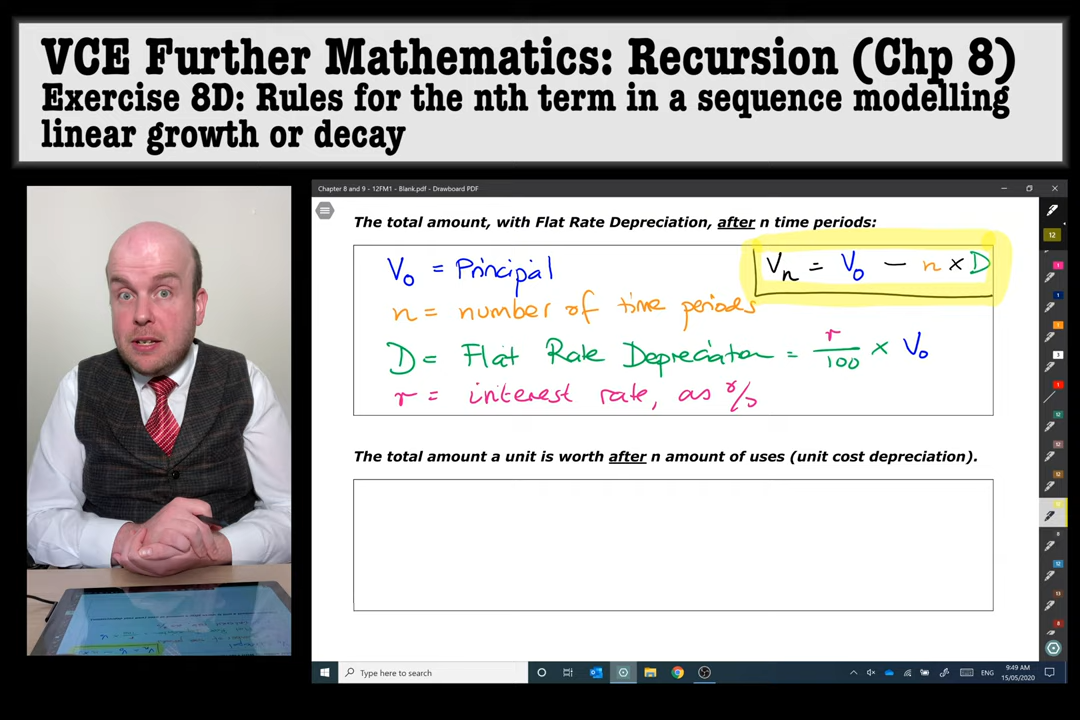 VCE Further Mathematics: Recursion (Chp 8)
Exercise 8D: Rules for the nth term in a sequence modelling
linear growth or decay
Chapter 8 and 9 - 12FM1 - Blank.pdf - Drawboard PDF
The total amount, with Flat Rate Depreciation, after n time periods:
V₀ = Principal
Vₙ = V₀ − n × D
n = number of time periods
D = Flat Rate Depreciation = r/100 × V₀
r = interest rate, as %
The total amount a unit is worth after n amount of uses (unit cost depreciation).
Type here to search
ENG
9:49 AM
15/05/2020